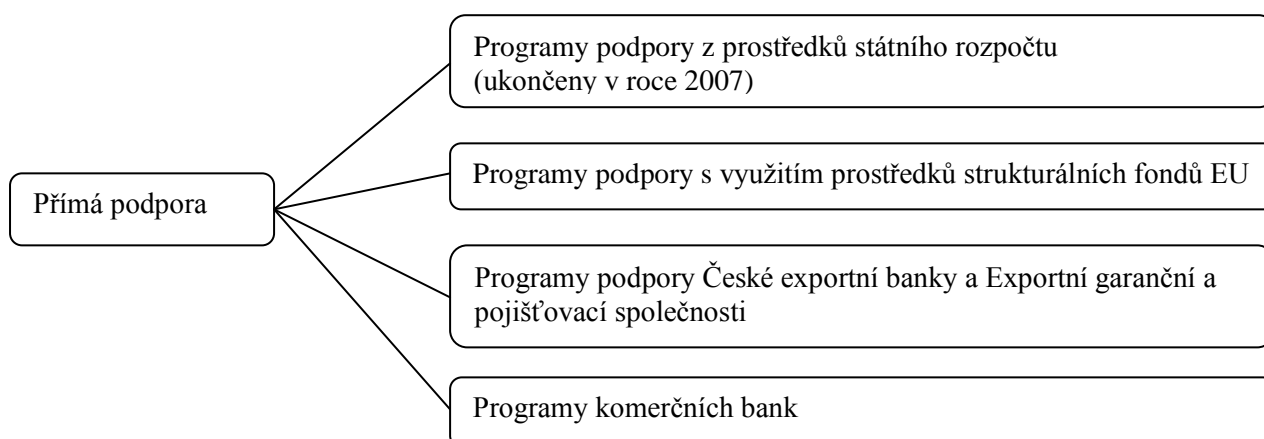 Programy podpory z prostředků státního rozpočtu
(ukončeny v roce 2007)
Programy podpory s využitím prostředků strukturálních fondů EU
Přímá podpora
Programy podpory České exportní banky a Exportní garanční a
pojišťovací společnosti
Programy komerčních bank